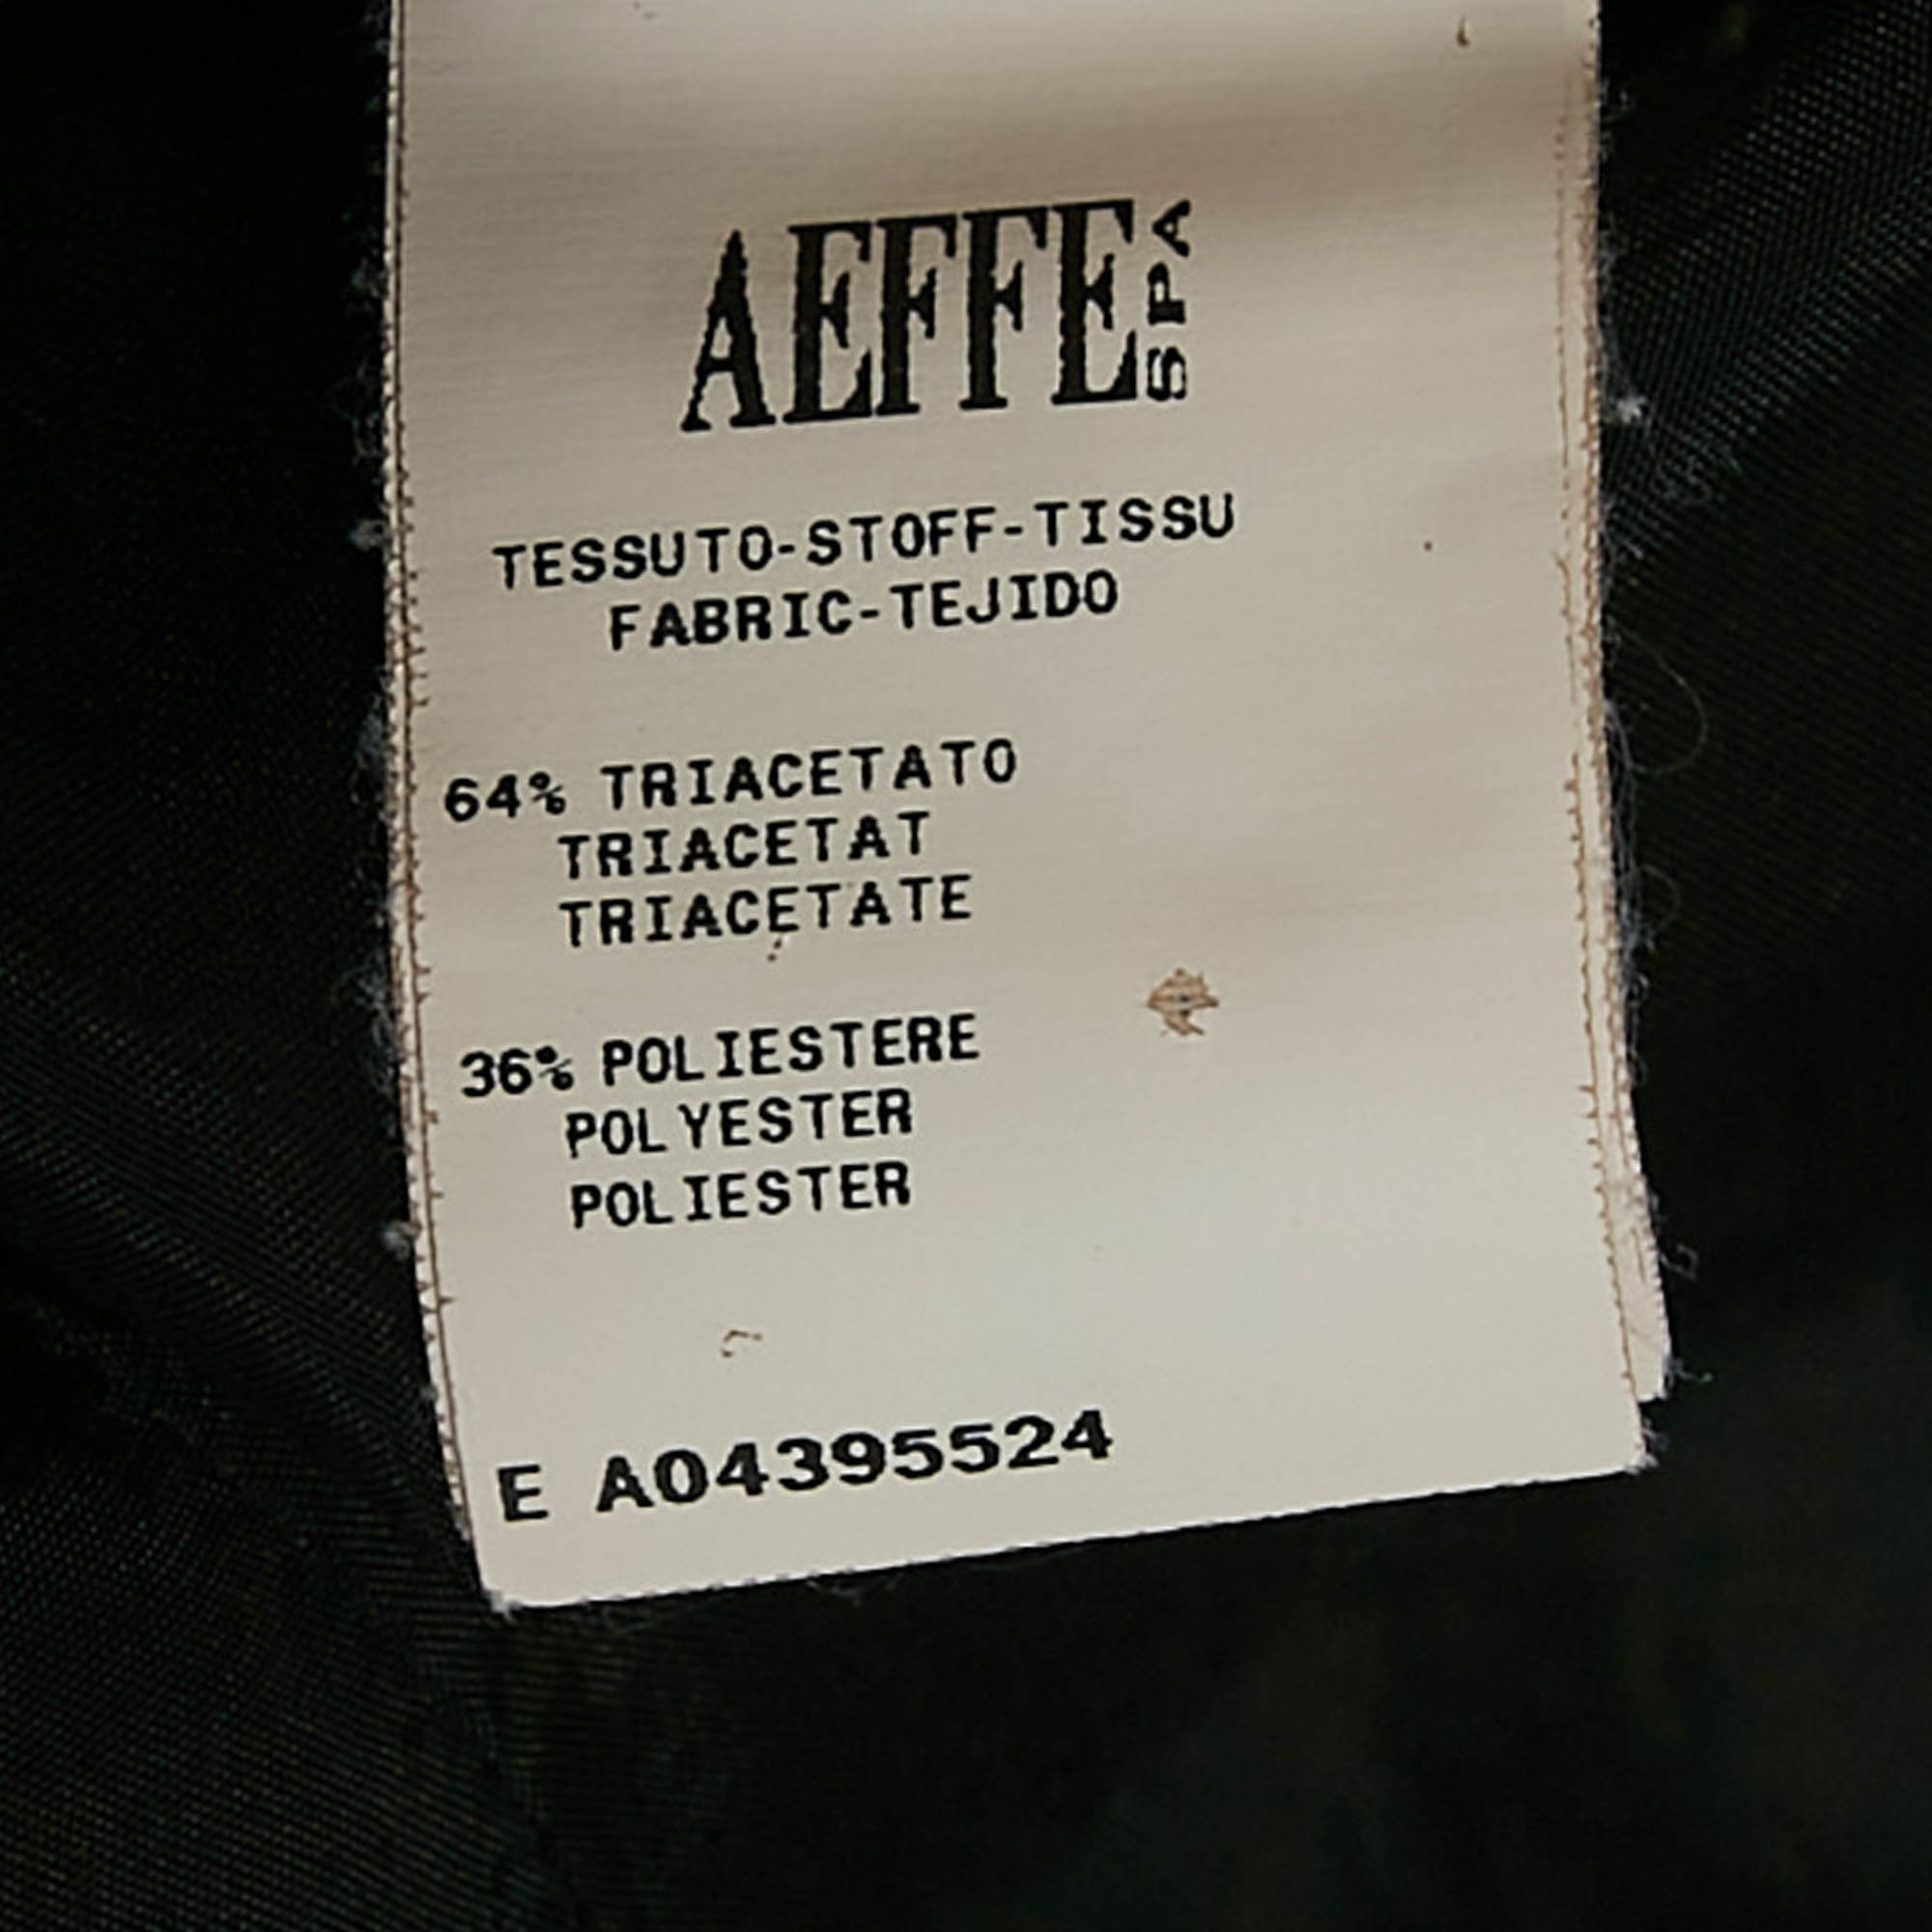 AEFFE SPA
TESSUTO-STOFF-TISSU
FABRIC-TEJIDO
64% TRIACETATO
TRIACETAT
TRIACETATE
36% POLIESTERE
POLYESTER
POLIESTER
E A04395524